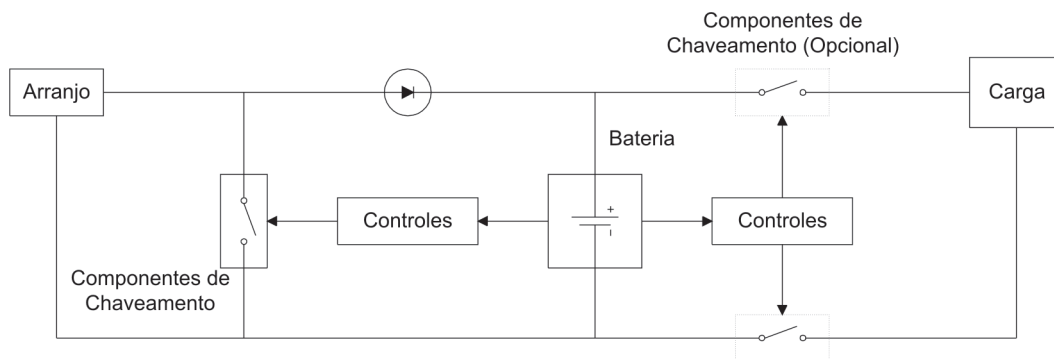 Componentes de
Chaveamento (Opcional)
Arranjo
Carga
Bateria
Controles
+
Controles
Componentes de
Chaveamento